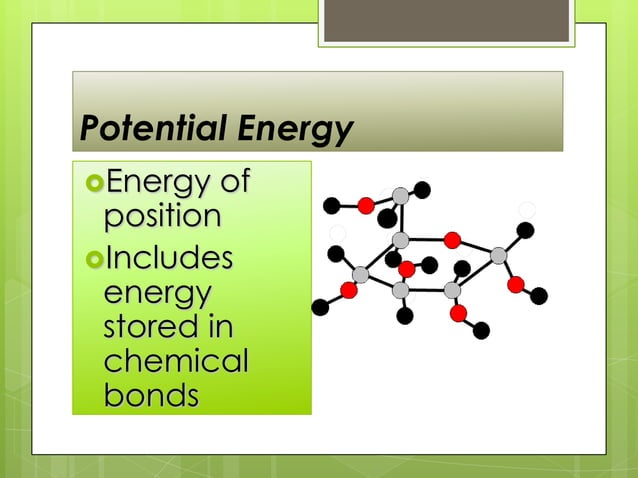 Potential Energy
Energy of
position
Includes
energy
stored in
chemical
bonds